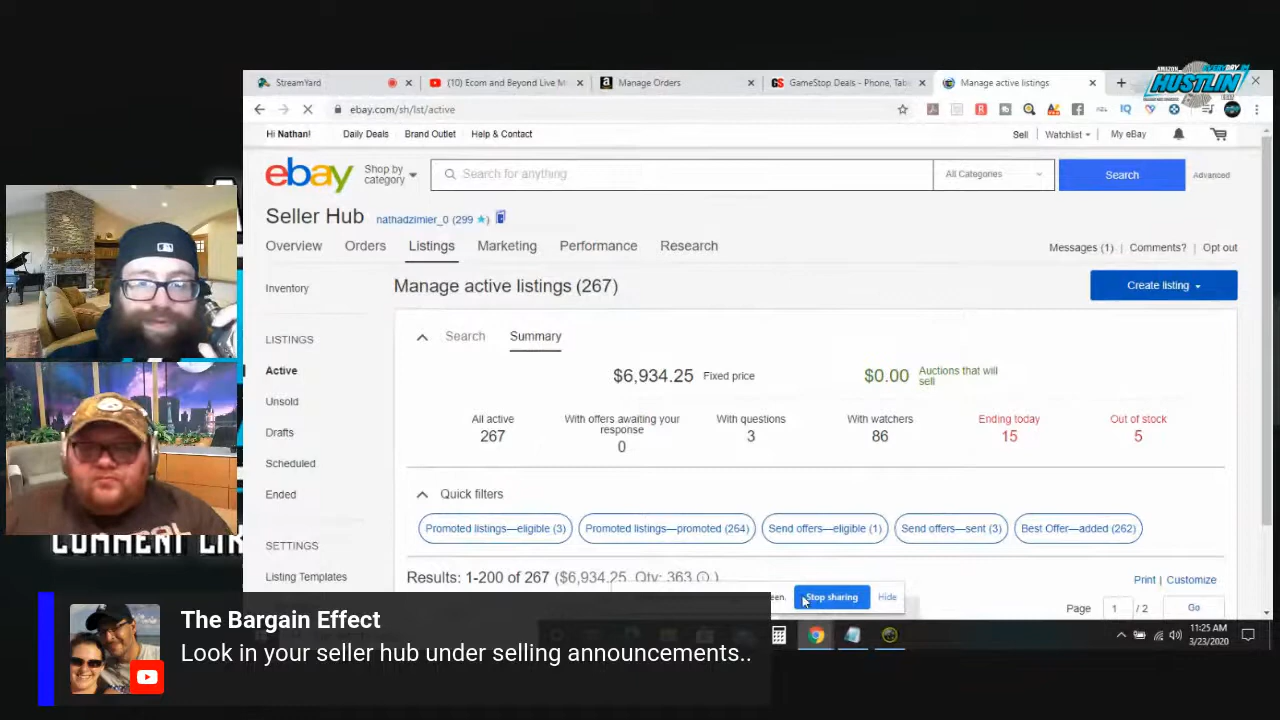 StreamYard
(10) Ecom and Beyond Live M
Manage Orders
GameStop Deals - Phone, Tab
Manage active listings
HUSTLIN
ebay.com/sh/lst/active
Hi Nathan!
Daily Deals
Brand Outlet
Help & Contact
Sell
Watchlist
My eBay
ebay
Shop by
category
Search for anything
All Categories
Search
Advanced
Seller Hub
nathadzimier_0 (299 ★)
Overview
Orders
Listings
Marketing
Performance
Research
Messages (1)
Comments?
Opt out
Inventory
LISTINGS
Active
Unsold
Drafts
Scheduled
Ended
SETTINGS
Listing Templates
Manage active listings (267)
Create listing
Search
Summary
$6,934.25
Fixed price
$0.00
Auctions that will
sell
All active
267
With offers awaiting your
response
0
With questions
3
With watchers
86
Ending today
15
Out of stock
5
Quick filters
Promoted listings—eligible (3)
Promoted listings—promoted (264)
Send offers—eligible (1)
Send offers—sent (3)
Best Offer—added (262)
Results: 1-200 of 267 ($6,934.25 Qty: 363 )
Print | Customize
Page 1 / 2
Go
een.
Stop sharing
Hide
11:25 AM
3/23/2020
The Bargain Effect
Look in your seller hub under selling announcements..